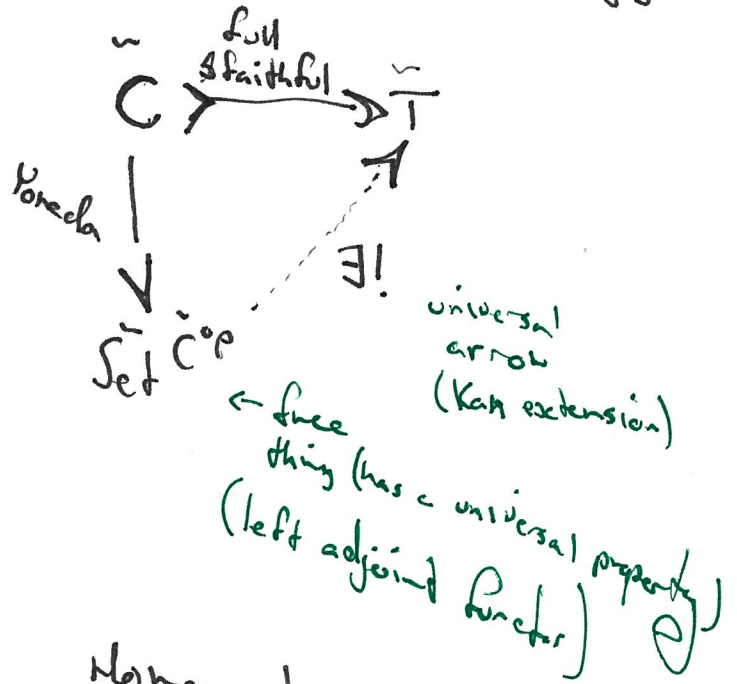 full
& faithful
C
T
Yoneda
∃!
Set C^op
universal
arrow
(Kan extension)
← free
thing (has a universal property)
(left adjoint functor)